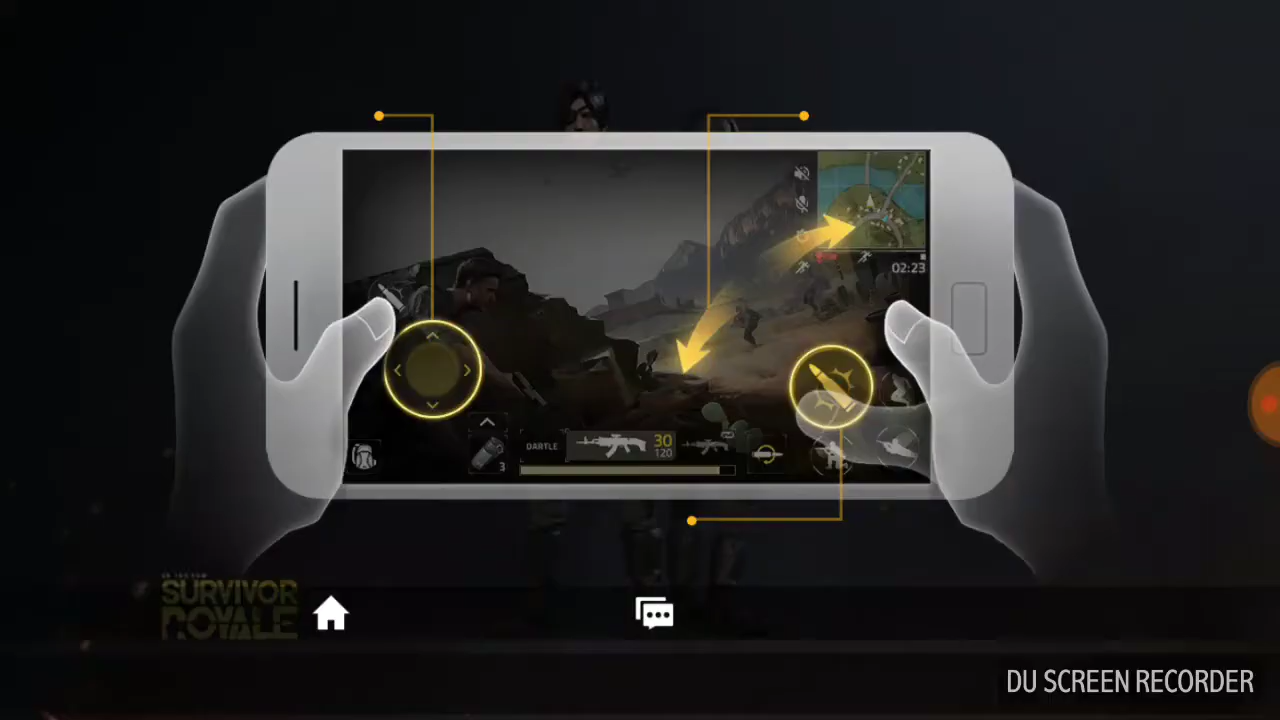 02:23
DARTLE
30
120
3
SURVIVOR
ROYALE
DU SCREEN RECORDER